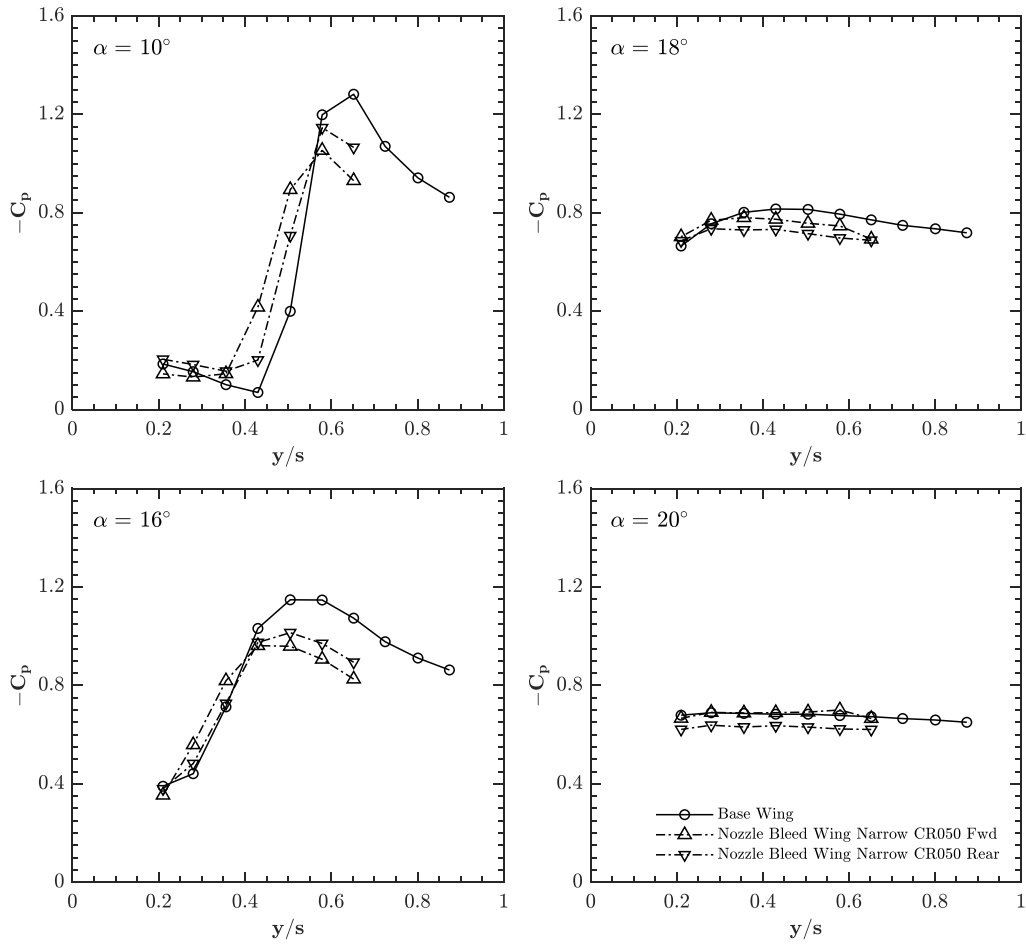 α = 10°
1.6
1.2
0.8
0.4
0
0 0.2 0.4 0.6 0.8 1
−Cp
y/s
α = 18°
1.6
1.2
0.8
0.4
0
0 0.2 0.4 0.6 0.8 1
−Cp
y/s
α = 16°
1.6
1.2
0.8
0.4
0
0 0.2 0.4 0.6 0.8 1
−Cp
y/s
α = 20°
1.6
1.2
0.8
0.4
0
0 0.2 0.4 0.6 0.8 1
−Cp
y/s
Base Wing
Nozzle Bleed Wing Narrow CR050 Fwd
Nozzle Bleed Wing Narrow CR050 Rear